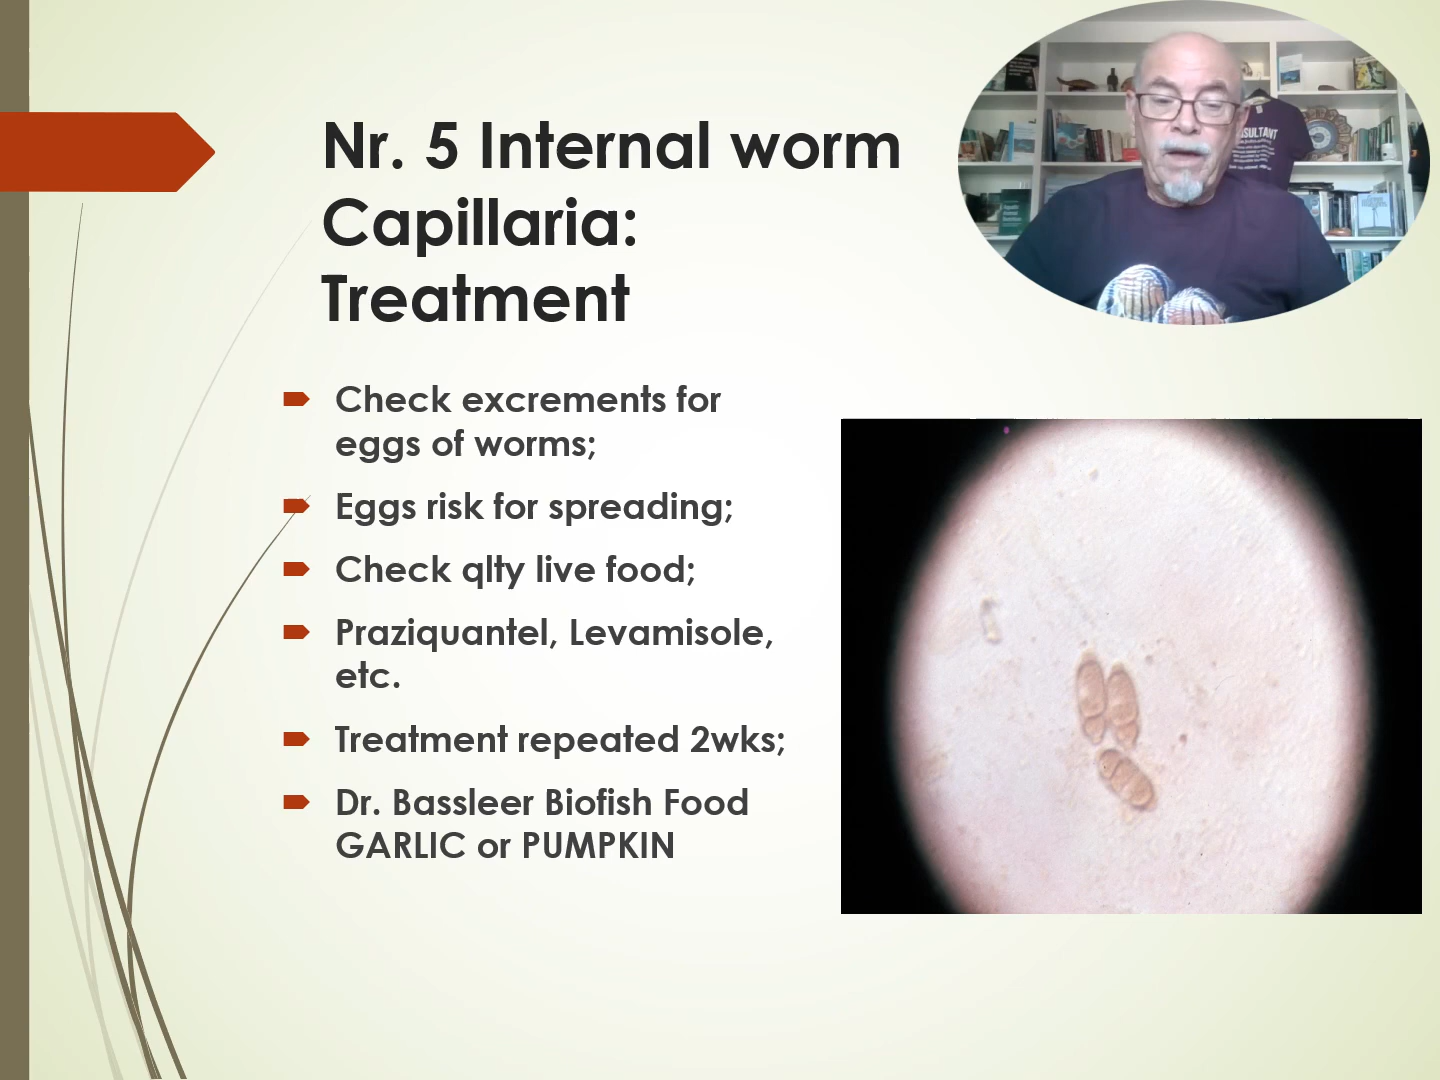 Nr. 5 Internal worm
Capillaria:
Treatment
Check excrements for
eggs of worms;
Eggs risk for spreading;
Check qlty live food;
Praziquantel, Levamisole,
etc.
Treatment repeated 2wks;
Dr. Bassleer Biofish Food
GARLIC or PUMPKIN